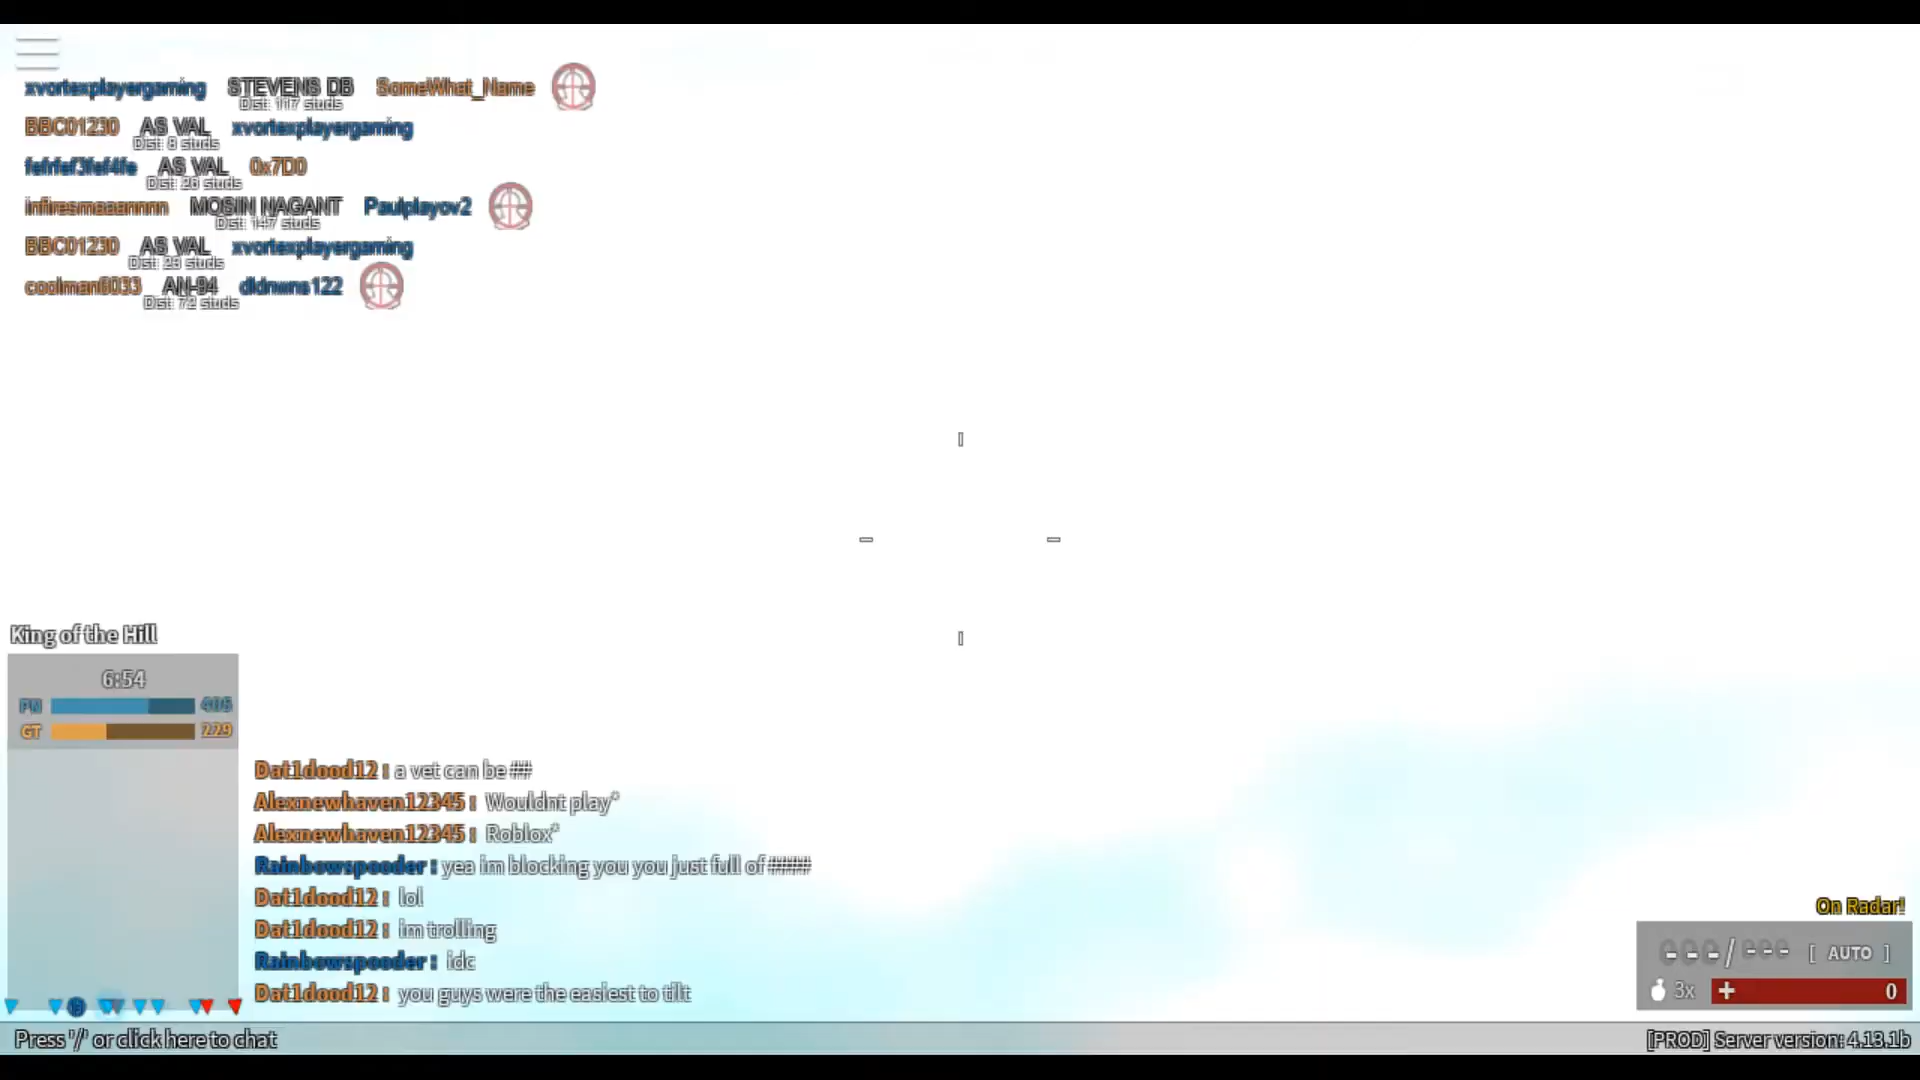 xvortexplayergaming STEVENS DB SomeWhat_Name
Dist: 117 studs
BBC01230 AS VAL xvortexplayergaming
Dist: 8 studs
fefrfef3fef4fe AS VAL 0x7D0
Dist: 26 studs
infiresmaaannnn MOSIN NAGANT Paulplayov2
Dist: 147 studs
BBC01230 AS VAL xvortexplayergaming
Dist: 23 studs
coolman6033 AN-94 dldnwns122
Dist: 72 studs
King of the Hill
6:54
PN 406
GT 229
Dat1dood12 : a vet can be ##
Alexnewhaven12345 : Wouldnt play*
Alexnewhaven12345 : Roblox*
Rainbowspooder : yea im blocking you you just full of ####
Dat1dood12 : lol
Dat1dood12 : im trolling
Rainbowspooder : idc
Dat1dood12 : you guys were the easiest to tilt
On Radar!
[ AUTO ]
3x + 0
Press '/' or click here to chat
[PROD] Server version: 4.13.1b